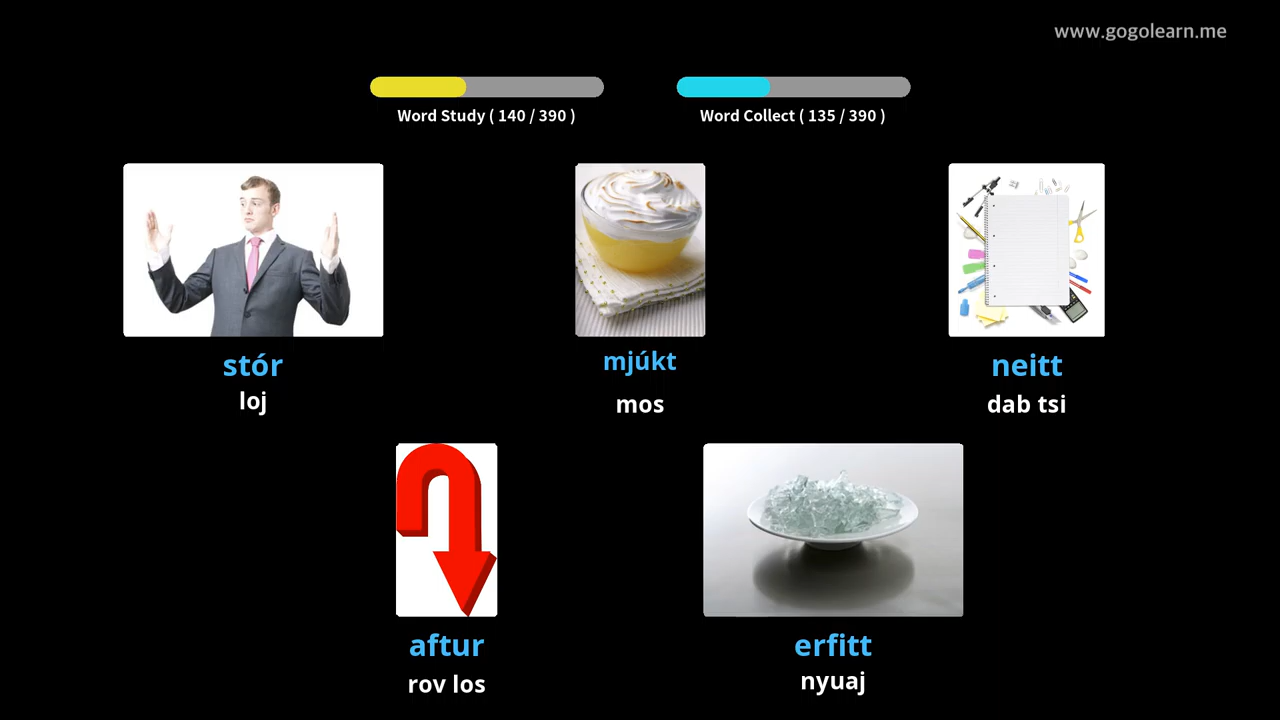 www.gogolearn.me
Word Study ( 140 / 390 )
Word Collect ( 135 / 390 )
stór
loj
mjúkt
mos
neitt
dab tsi
aftur
rov los
erfitt
nyuaj